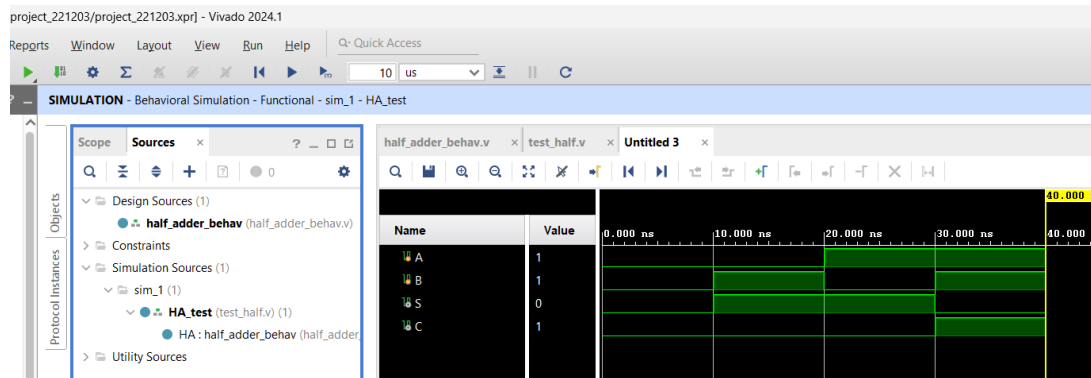 project_221203/project_221203.xpr] - Vivado 2024.1
Reports Window Layout View Run Help Quick Access
10 us
SIMULATION - Behavioral Simulation - Functional - sim_1 - HA_test
Scope Sources × ? _
half_adder_behav.v × test_half.v × Untitled 3 ×
0
Objects
Protocol Instances
Design Sources (1)
half_adder_behav (half_adder_behav.v)
Constraints
Simulation Sources (1)
sim_1 (1)
HA_test (test_half.v) (1)
HA : half_adder_behav (half_adder_
Utility Sources
40.000
Name Value 0.000 ns 10.000 ns 20.000 ns 30.000 ns 40.000
A 1
B 1
S 0
C 1